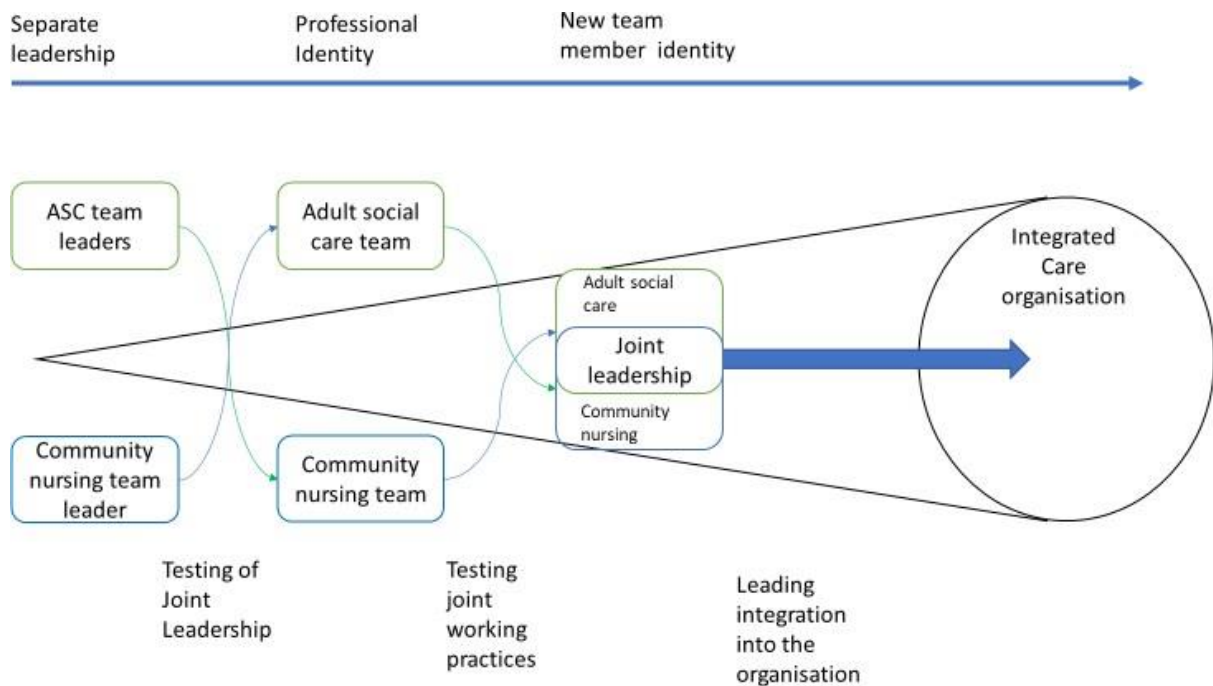 Separate
leadership
Professional
Identity
New team
member identity
ASC team
leaders
Adult social
care team
Integrated
Care
organisation
Adult social
care
Joint
leadership
Community
nursing
Community
nursing team
leader
Community
nursing team
Testing of
Joint
Leadership
Testing
joint
working
practices
Leading
integration
into the
organisation